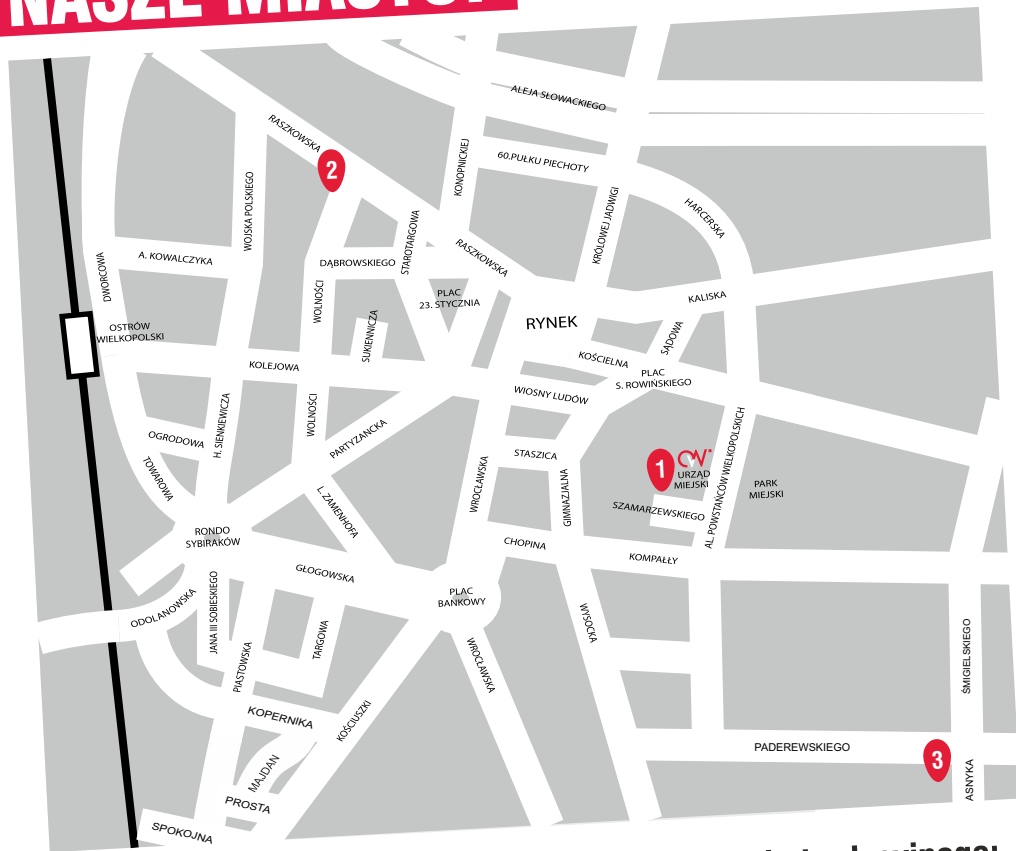 NASZE MIASTO!
ALEJA SŁOWACKIEGO
RASZKOWSKA
2
60.PUŁKU PIECHOTY
KONOPNICKIEJ
WOJSKA POLSKIEGO
KRÓLOWEJ JADWIGI
HARCERSKA
STAROTARGOWA
RASZKOWSKA
A. KOWALCZYKA
DĄBROWSKIEGO
DWORCOWA
WOLNOŚCI
PLAC
23. STYCZNIA
KALISKA
OSTRÓW
WIELKOPOLSKI
SUKIENNICZA
RYNEK
SĄDOWA
KOŚCIELNA
KOLEJOWA
PLAC
S. ROWIŃSKIEGO
WIOSNY LUDÓW
H. SIENKIEWICZA
WOLNOŚCI
OGRODOWA
PARTYZANCKA
STASZICA
TOWAROWA
WROCŁAWSKA
GIMNAZJALNA
1
URZĄD
MIEJSKI
AL. POWSTAŃCÓW WIELKOPOLSKICH
PARK
MIEJSKI
L. ZAMENHOFA
SZAMARZEWSKIEGO
RONDO
SYBIRAKÓW
CHOPINA
KOMPAŁŁY
GŁOGOWSKA
PLAC
BANKOWY
ODOLANOWSKA
JANA III SOBIESKIEGO
TARGOWA
WYSOCKA
PIASTOWSKA
WROCŁAWSKA
ŚMIGIELSKIEGO
KOPERNIKA
KOŚCIUSZKI
PADEREWSKIEGO
3
MAJDAN
ASNYKA
PROSTA
SPOKOJNA